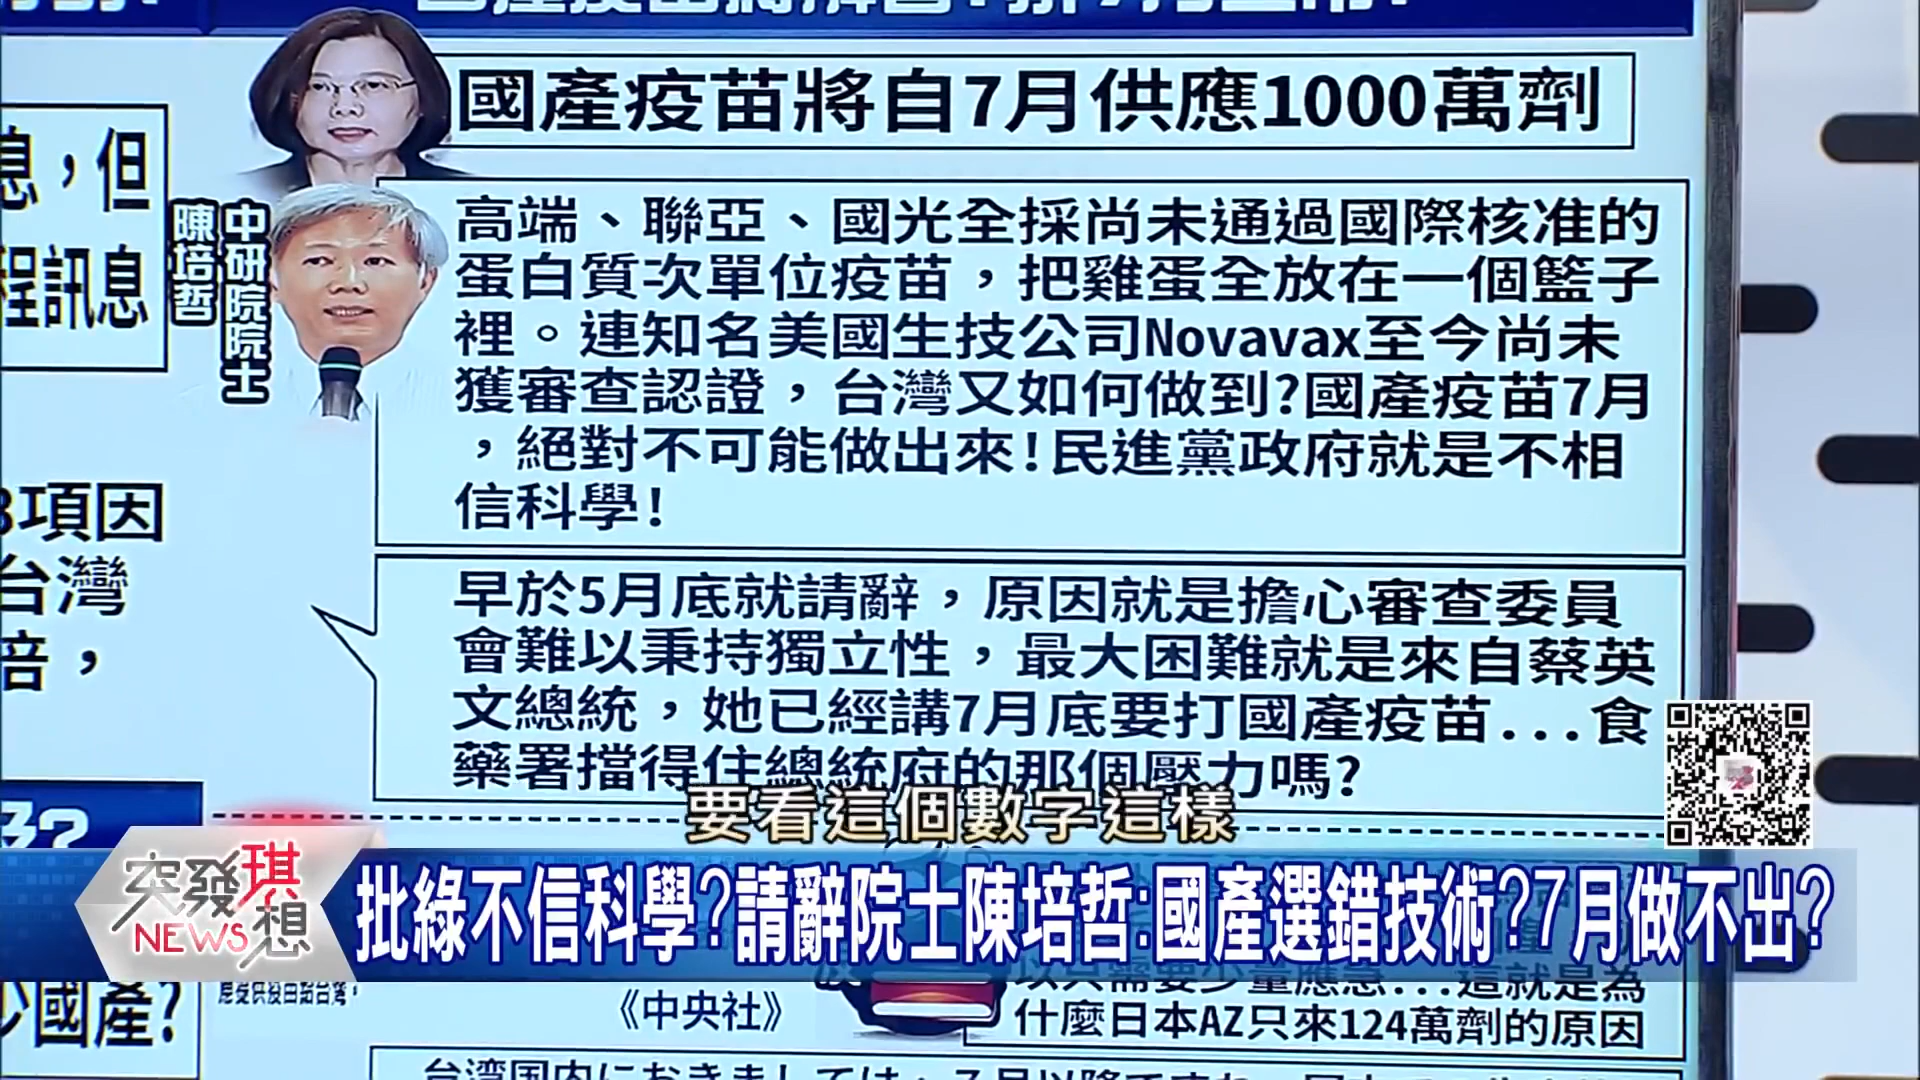 國產疫苗將自7月供應1000萬劑
息，但
程訊息
中研院院士
陳培哲
高端、聯亞、國光全採尚未通過國際核准的
蛋白質次單位疫苗，把雞蛋全放在一個籃子
裡。連知名美國生技公司Novavax至今尚未
獲審查認證，台灣又如何做到?國產疫苗7月
，絕對不可能做出來!民進黨政府就是不相
信科學!
項因
台灣
培，
早於5月底就請辭，原因就是擔心審查委員
會難以秉持獨立性，最大困難就是來自蔡英
文總統，她已經講7月底要打國產疫苗...食
藥署擋得住總統府的那個壓力嗎?
要看這個數字這樣
突發琪想
NEWS
批綠不信科學?請辭院士陳培哲:國產選錯技術?7月做不出?
以只需要少量應急...這就是為
什麼日本AZ只來124萬劑的原因
國產?
《中央社》